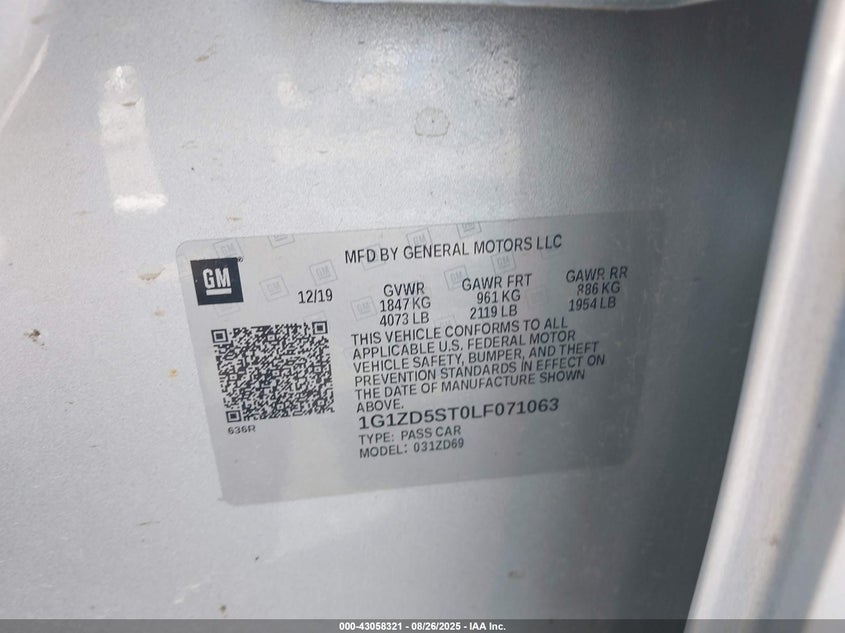 MFD BY GENERAL MOTORS LLC
GM
12/19
GVWR GAWR FRT GAWR RR
1847 KG 961 KG 886 KG
4073 LB 2119 LB 1954 LB
THIS VEHICLE CONFORMS TO ALL
APPLICABLE U.S. FEDERAL MOTOR
VEHICLE SAFETY, BUMPER, AND THEFT
PREVENTION STANDARDS IN EFFECT ON
THE DATE OF MANUFACTURE SHOWN
ABOVE.
1G1ZD5ST0LF071063
636R
TYPE: PASS CAR
MODEL: 031ZD69
000-43058321 - 08/26/2025 - IAA Inc.